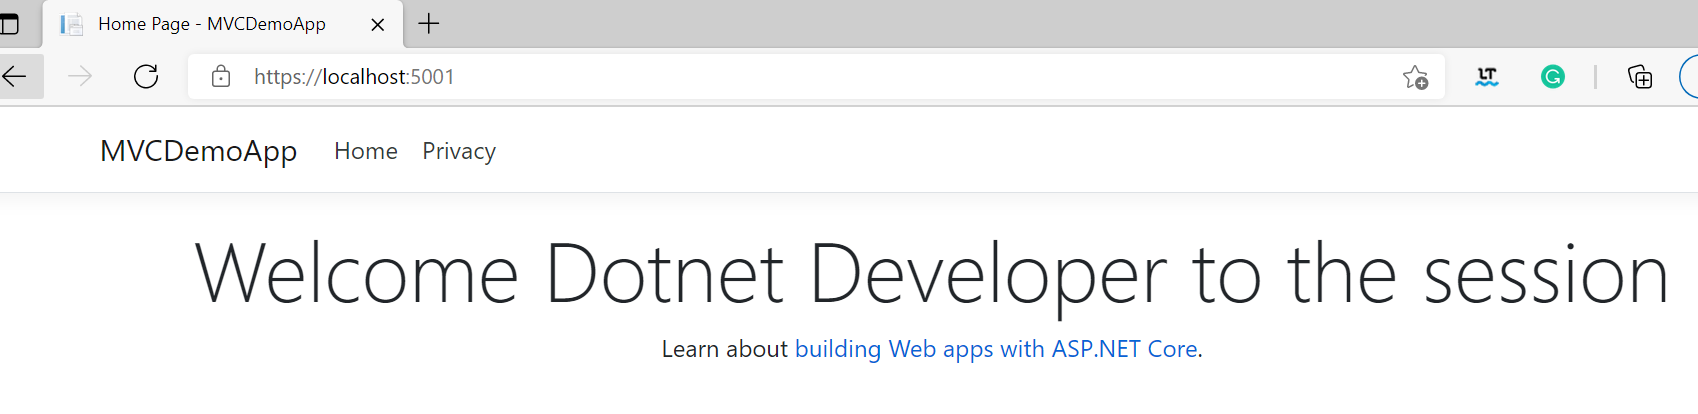 Home Page - MVCDemoApp
https://localhost:5001
LT
G
MVCDemoApp Home Privacy
Welcome Dotnet Developer to the session
Learn about building Web apps with ASP.NET Core.